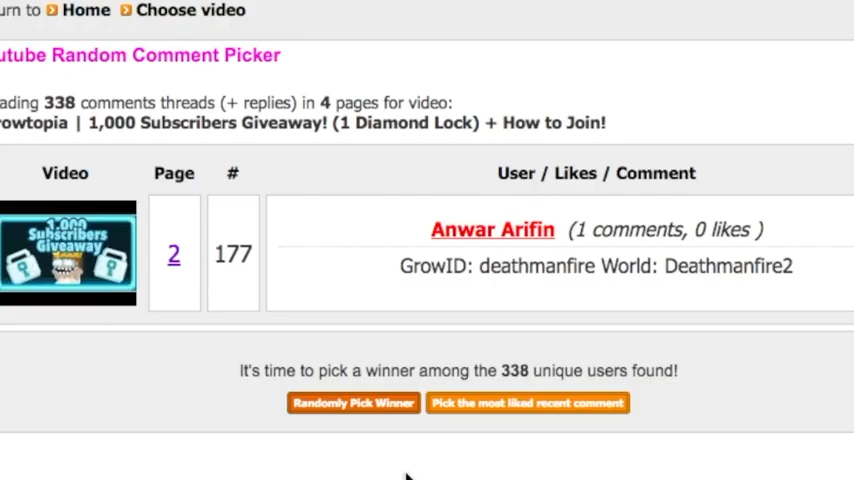 urn to Home Choose video
utube Random Comment Picker
ading 338 comments threads (+ replies) in 4 pages for video:
rowtopia | 1,000 Subscribers Giveaway! (1 Diamond Lock) + How to Join!
Video Page # User / Likes / Comment
1,000
Subscribers
Giveaway
2 177
Anwar Arifin (1 comments, 0 likes )
GrowID: deathmanfire World: Deathmanfire2
It's time to pick a winner among the 338 unique users found!
Randomly Pick Winner Pick the most liked recent comment